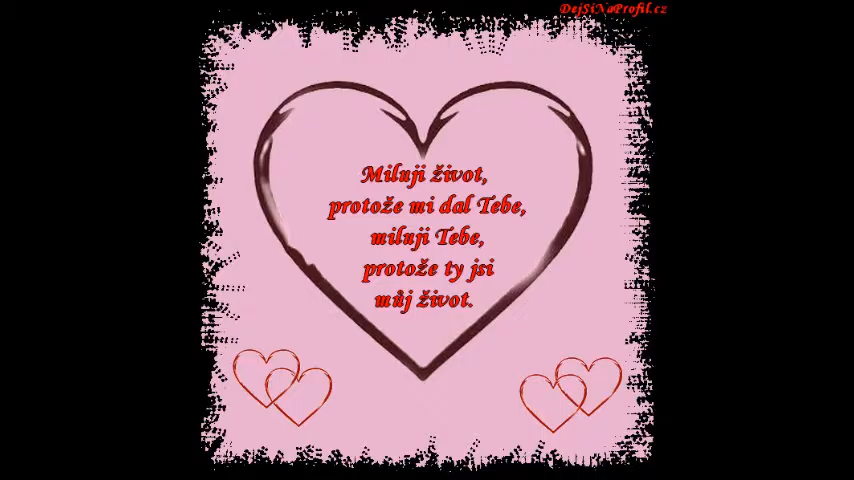 DejSiNaProfil.cz
Miluji život,
protože mi dal Tebe,
miluji Tebe,
protože ty jsi
můj život.